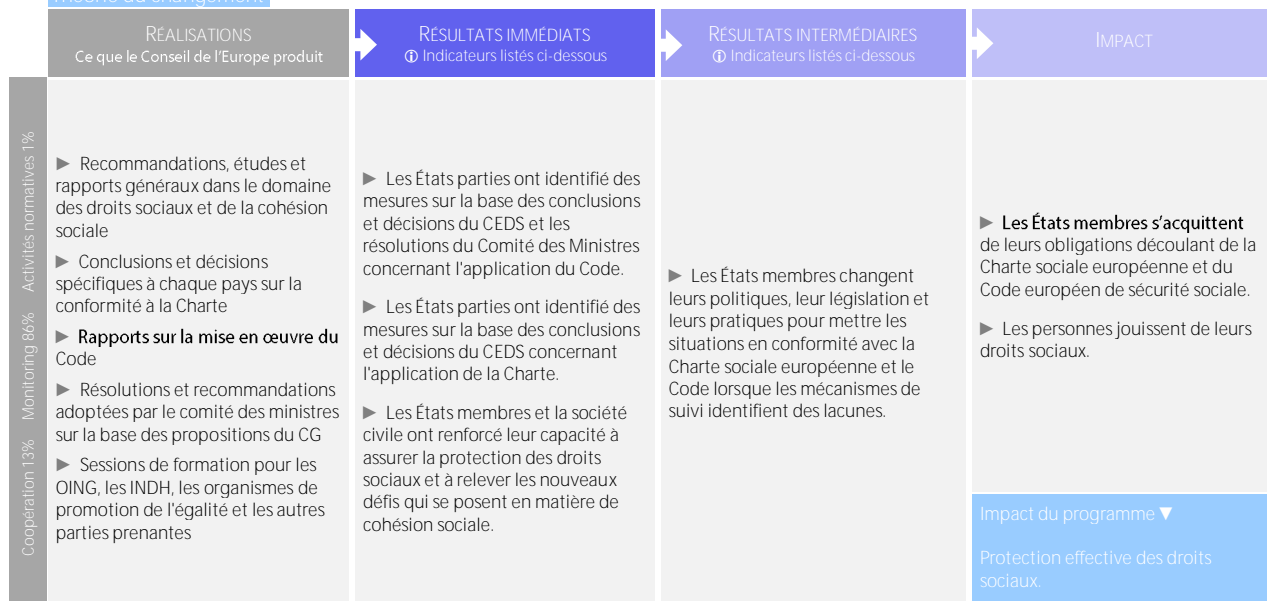 Théorie du changement
RÉALISATIONS
Ce que le Conseil de l'Europe produit
RÉSULTATS IMMÉDIATS
ⓘ Indicateurs listés ci-dessous
RÉSULTATS INTERMÉDIAIRES
ⓘ Indicateurs listés ci-dessous
IMPACT
Coopération 13% Monitoring 86% Activités normatives 1%
► Recommandations, études et
rapports généraux dans le domaine
des droits sociaux et de la cohésion
sociale
► Conclusions et décisions
spécifiques à chaque pays sur la
conformité à la Charte
► Rapports sur la mise en œuvre du
Code
► Résolutions et recommandations
adoptées par le comité des ministres
sur la base des propositions du CG
► Sessions de formation pour les
OING, les INDH, les organismes de
promotion de l'égalité et les autres
parties prenantes
► Les États parties ont identifié des
mesures sur la base des conclusions
et décisions du CEDS et les
résolutions du Comité des Ministres
concernant l'application du Code.
► Les États parties ont identifié des
mesures sur la base des conclusions
et décisions du CEDS concernant
l'application de la Charte.
► Les États membres et la société
civile ont renforcé leur capacité à
assurer la protection des droits
sociaux et à relever les nouveaux
défis qui se posent en matière de
cohésion sociale.
► Les États membres changent
leurs politiques, leur législation et
leurs pratiques pour mettre les
situations en conformité avec la
Charte sociale européenne et le
Code lorsque les mécanismes de
suivi identifient des lacunes.
► Les États membres s'acquittent
de leurs obligations découlant de la
Charte sociale européenne et du
Code européen de sécurité sociale.
► Les personnes jouissent de leurs
droits sociaux.
Impact du programme ▼
Protection effective des droits
sociaux.